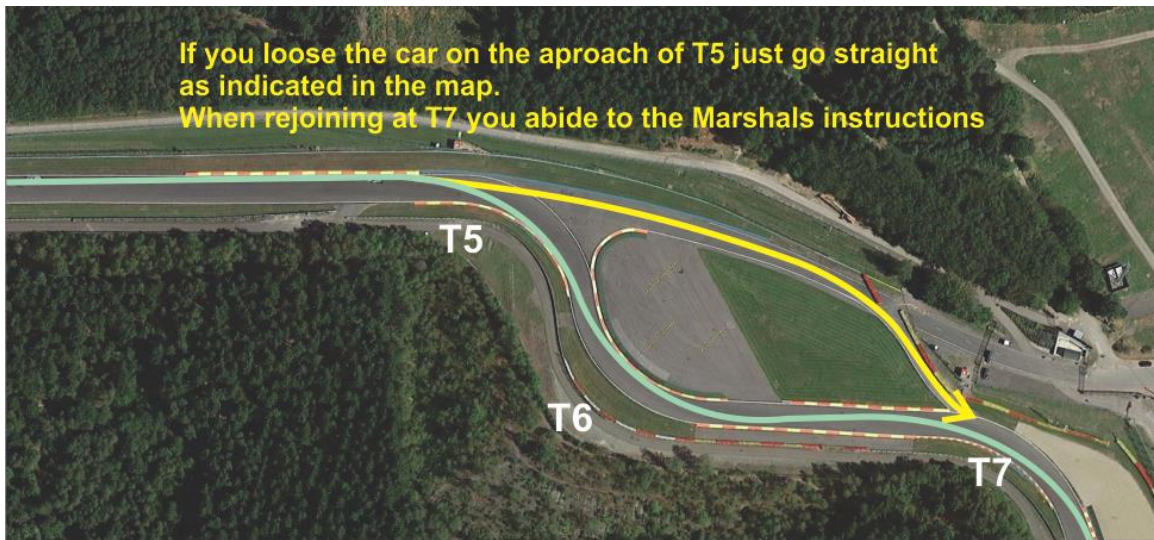 If you loose the car on the aproach of T5 just go straight
as indicated in the map.
When rejoining at T7 you abide to the Marshals instructions
T5
T6
T7